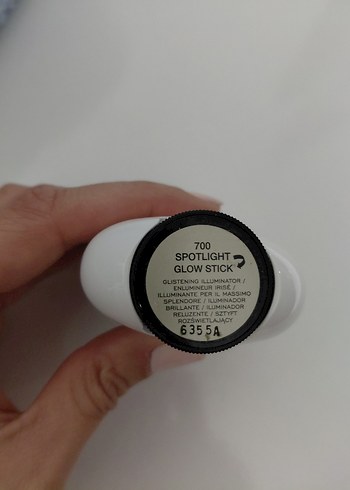 700
SPOTLIGHT
GLOW STICK
GLISTENING ILLUMINATOR /
ENLUMINEUR IRISÉ /
ILLUMINANTE PER IL MASSIMO
SPLENDORE / ILUMINADOR
BRILLANTE / ILUMINADOR
RELUZENTE / SZTYFT
ROZŚWIETLAJĄCY
6355A